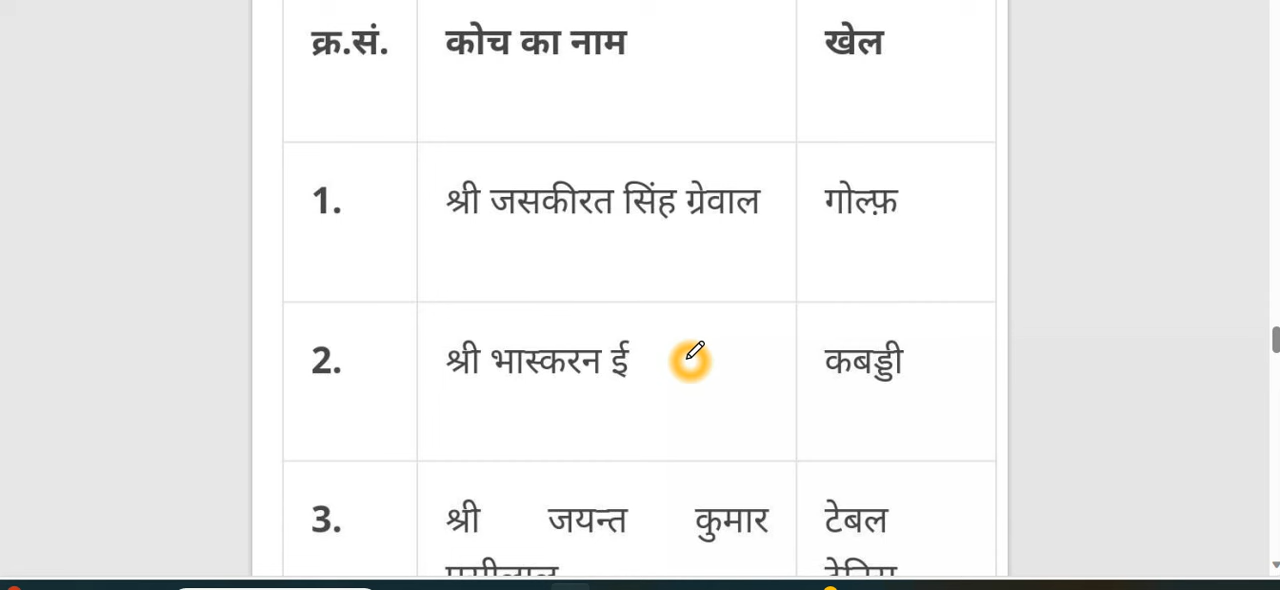 क्र.सं. कोच का नाम खेल
1. श्री जसकीरत सिंह ग्रेवाल गोल्फ़
2. श्री भास्करन ई कबड्डी
3. श्री जयन्त कुमार टेबल